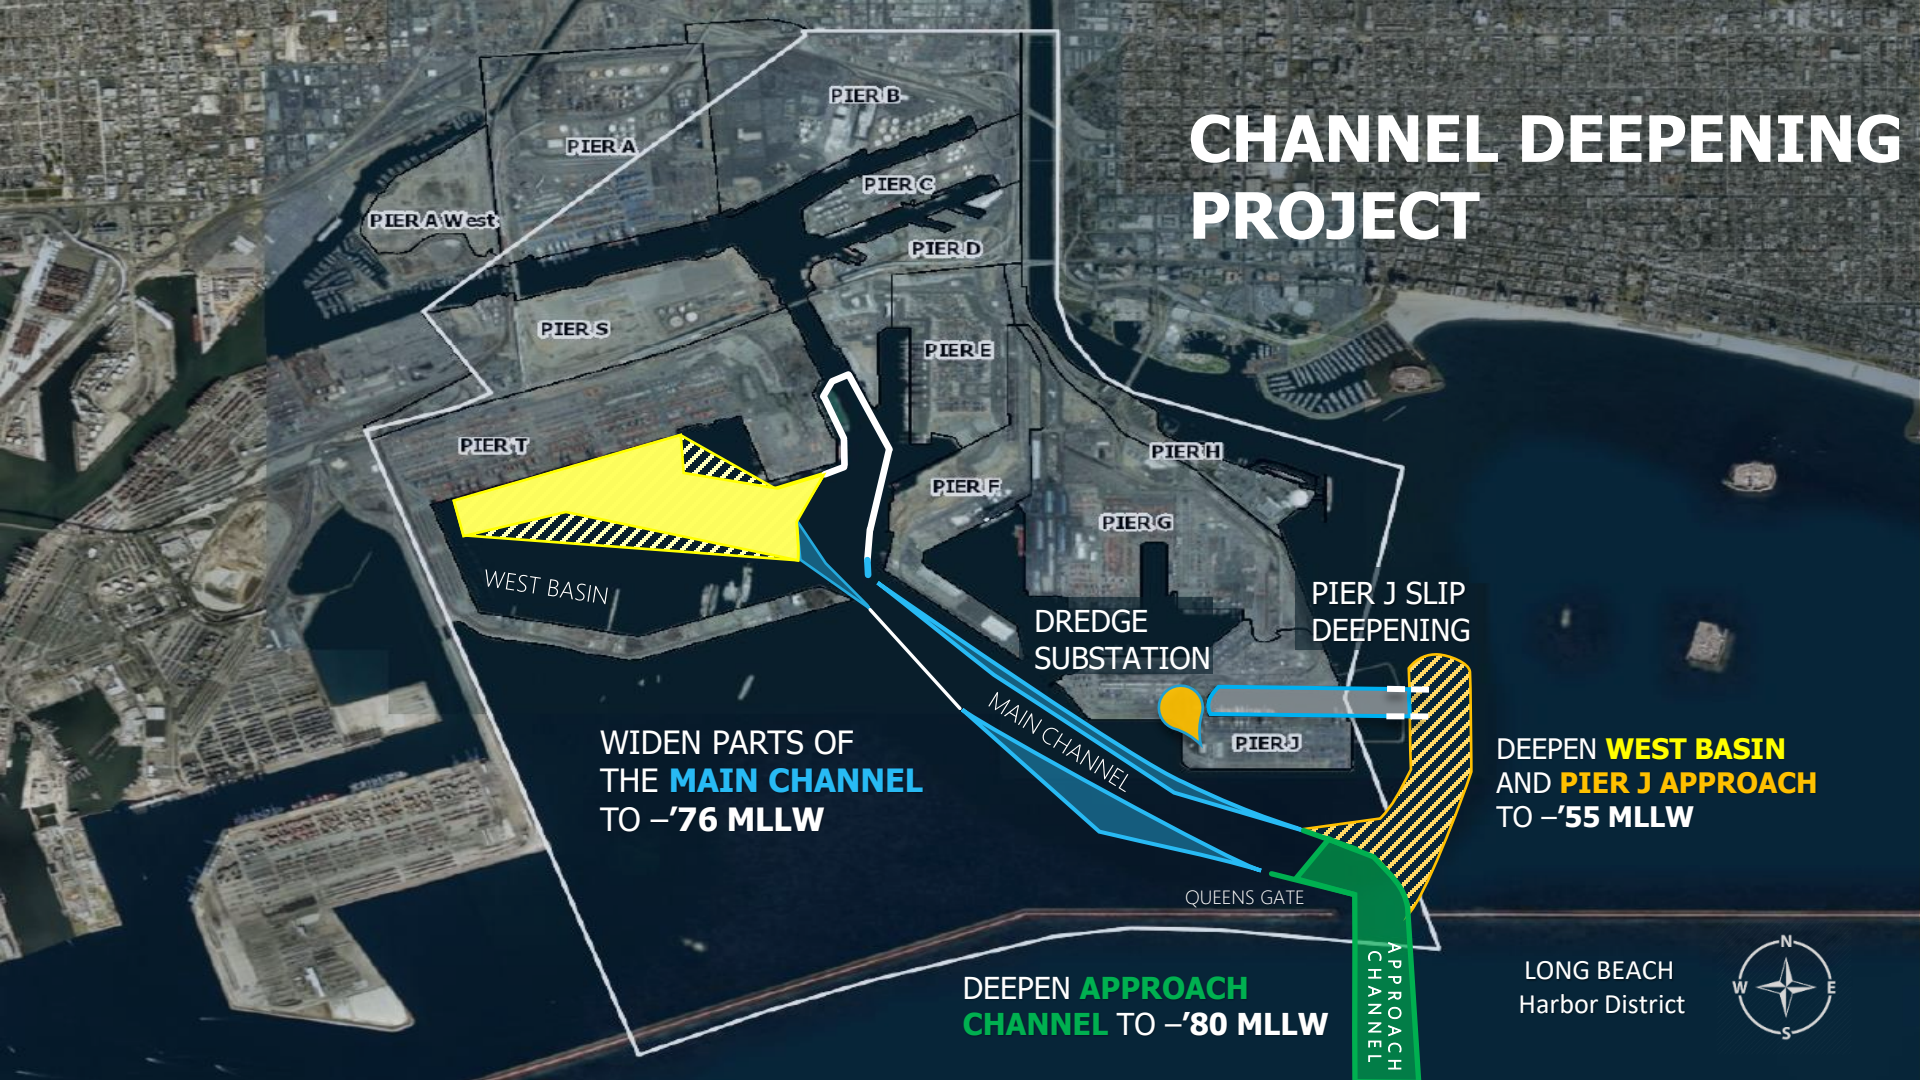 CHANNEL DEEPENING
PROJECT
PIER B
PIER A
PIER C
PIER A West
PIER D
PIER S
PIER E
PIER T
PIER H
PIER F
PIER G
WEST BASIN
PIER J SLIP
DEEPENING
DREDGE
SUBSTATION
MAIN CHANNEL
PIER J
WIDEN PARTS OF
THE MAIN CHANNEL
TO –’76 MLLW
DEEPEN WEST BASIN
AND PIER J APPROACH
TO –’55 MLLW
QUEENS GATE
APPROACH
CHANNEL
DEEPEN APPROACH
CHANNEL TO –’80 MLLW
LONG BEACH
Harbor District
N
W E
S